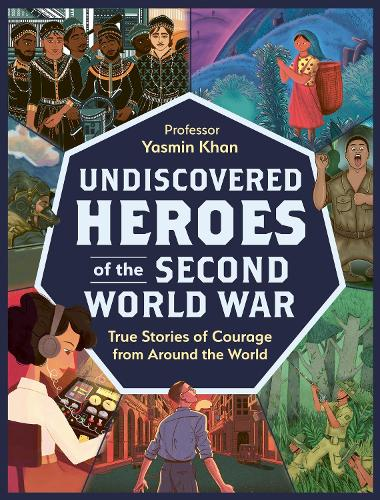 Professor
Yasmin Khan
UNDISCOVERED
HEROES
of the SECOND
WORLD WAR
True Stories of Courage
from Around the World